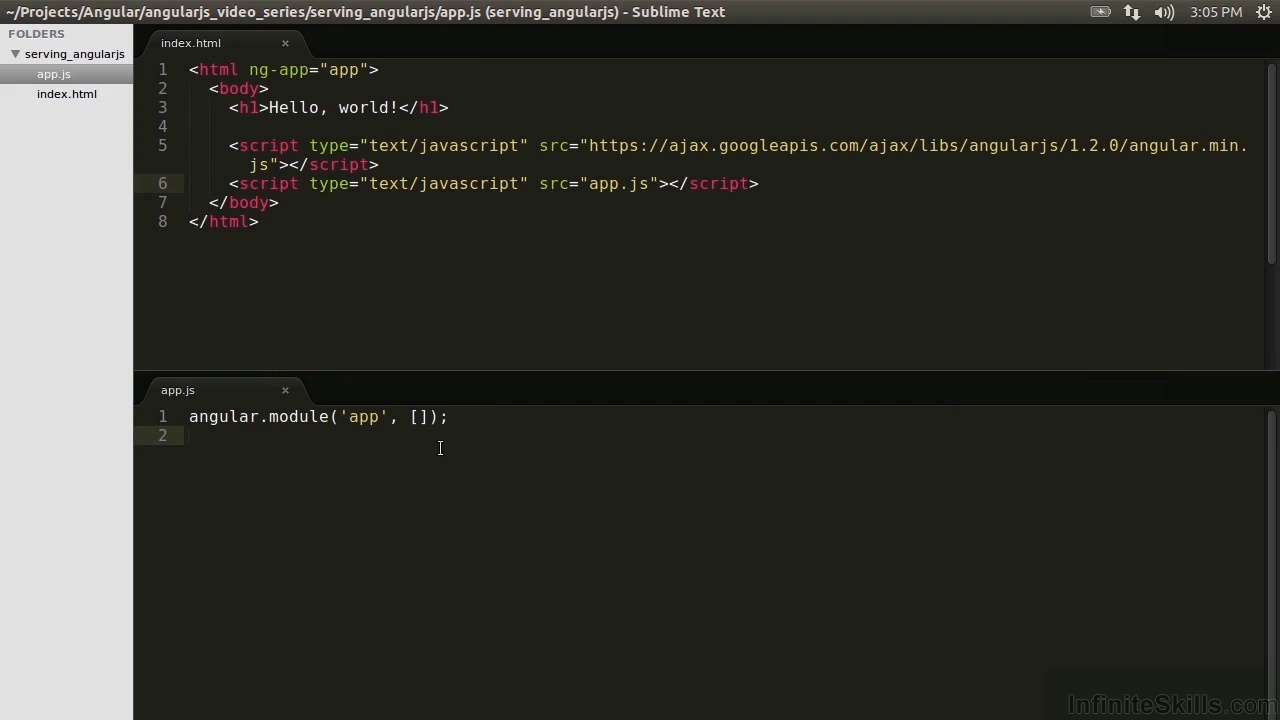 ~/Projects/Angular/angularjs_video_series/serving_angularjs/app.js (serving_angularjs) - Sublime Text
3:05 PM
FOLDERS
serving_angularjs
app.js
index.html
index.html ×
1 <html ng-app="app">
2 <body>
3 <h1>Hello, world!</h1>
4
5 <script type="text/javascript" src="https://ajax.googleapis.com/ajax/libs/angularjs/1.2.0/angular.min.
js"></script>
6 <script type="text/javascript" src="app.js"></script>
7 </body>
8 </html>
app.js ×
1 angular.module('app', []);
2
InfiniteSkills.com